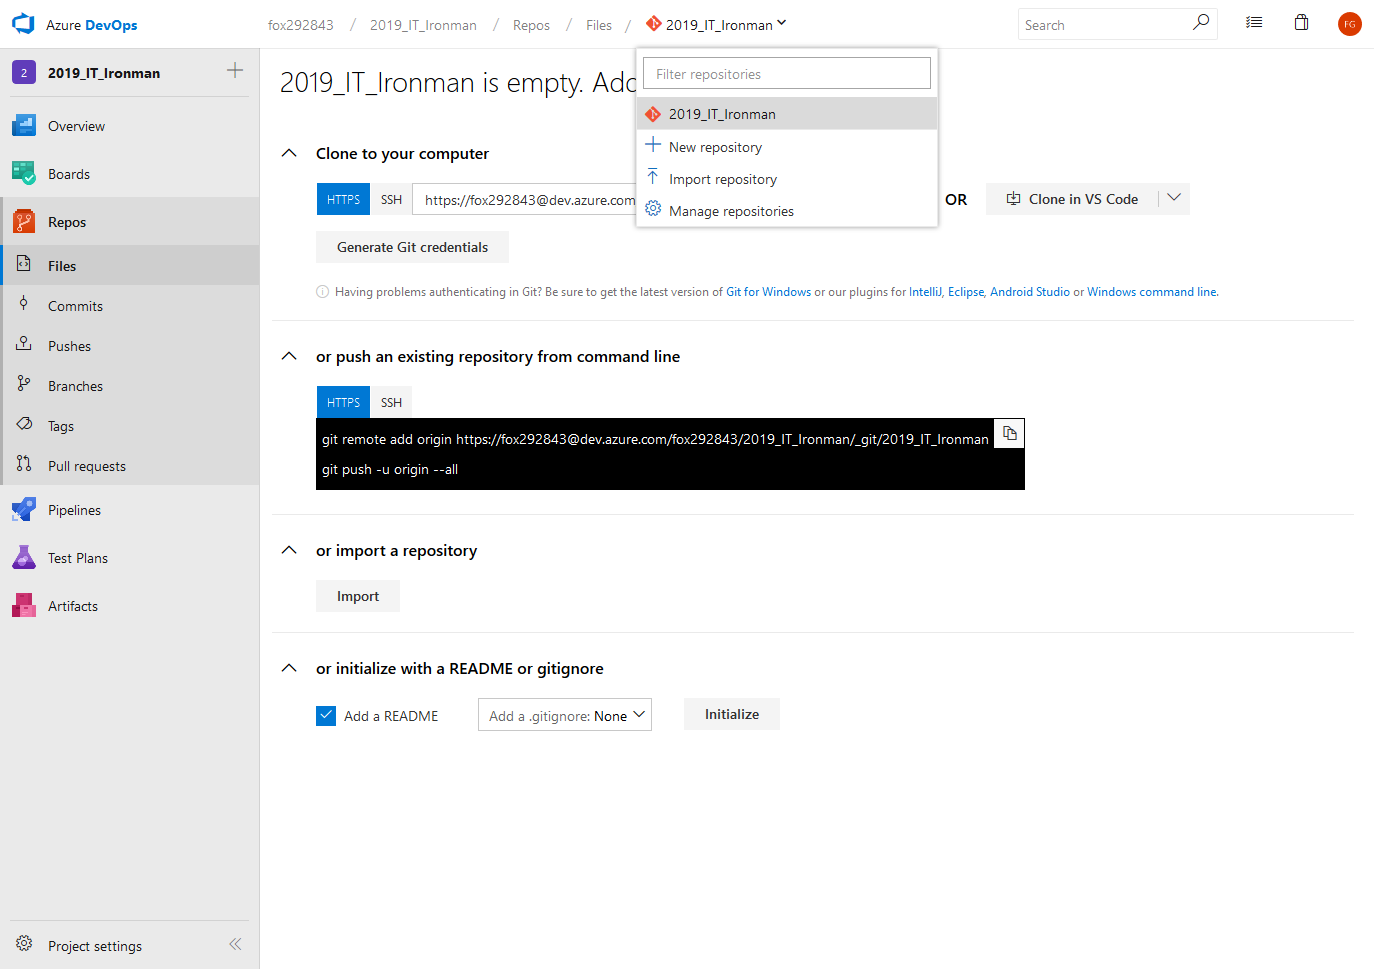 Azure DevOps
fox292843 / 2019_IT_Ironman / Repos / Files / 2019_IT_Ironman
Search
FG
2 2019_IT_Ironman
Overview
Boards
Repos
Files
Commits
Pushes
Branches
Tags
Pull requests
Pipelines
Test Plans
Artifacts
Project settings
2019_IT_Ironman is empty. Add
Filter repositories
2019_IT_Ironman
New repository
Import repository
Manage repositories
Clone to your computer
HTTPS SSH https://fox292843@dev.azure.com OR Clone in VS Code
Generate Git credentials
Having problems authenticating in Git? Be sure to get the latest version of Git for Windows or our plugins for IntelliJ, Eclipse, Android Studio or Windows command line.
or push an existing repository from command line
HTTPS SSH
git remote add origin https://fox292843@dev.azure.com/fox292843/2019_IT_Ironman/_git/2019_IT_Ironman
git push -u origin --all
or import a repository
Import
or initialize with a README or gitignore
Add a README Add a .gitignore: None Initialize